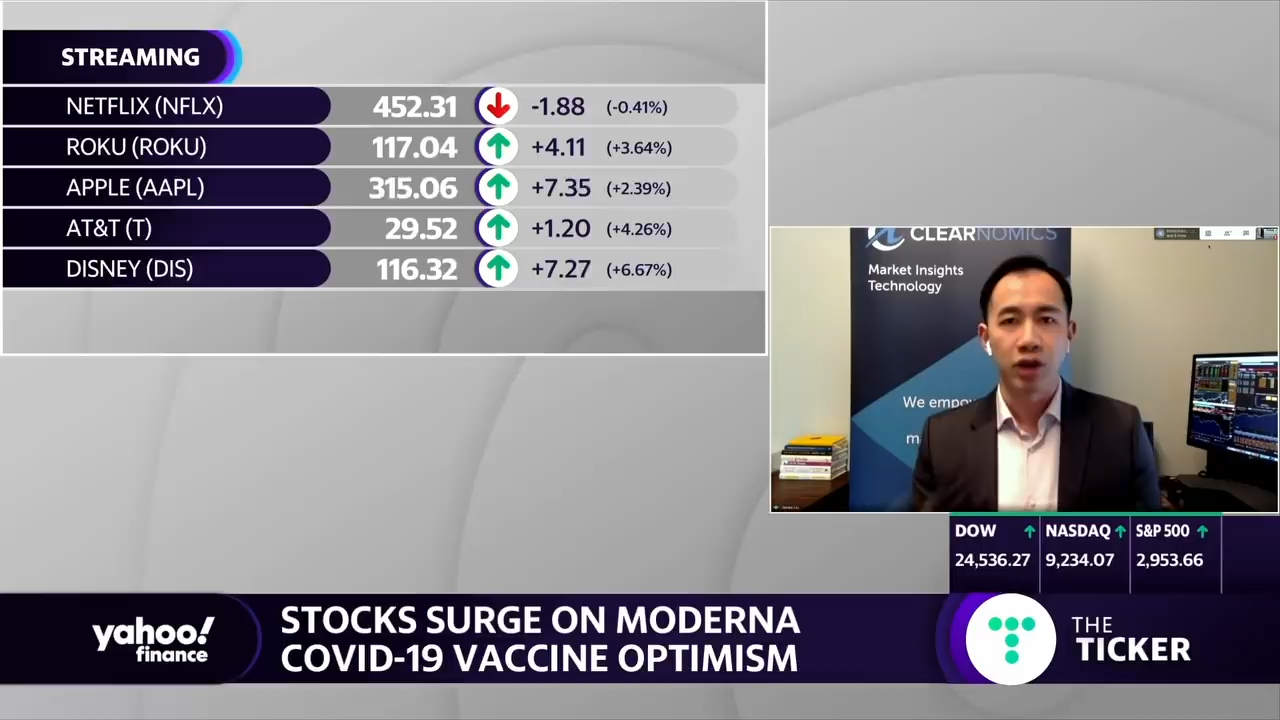 STREAMING
NETFLIX (NFLX) 452.31 -1.88 (-0.41%)
ROKU (ROKU) 117.04 +4.11 (+3.64%)
APPLE (AAPL) 315.06 +7.35 (+2.39%)
AT&T (T) 29.52 +1.20 (+4.26%)
DISNEY (DIS) 116.32 +7.27 (+6.67%)
CLEARNOMICS
Market Insights
Technology
We empow
m
DOW NASDAQ S&P 500
24,536.27 9,234.07 2,953.66
yahoo!
finance
STOCKS SURGE ON MODERNA
COVID-19 VACCINE OPTIMISM
THE
TICKER